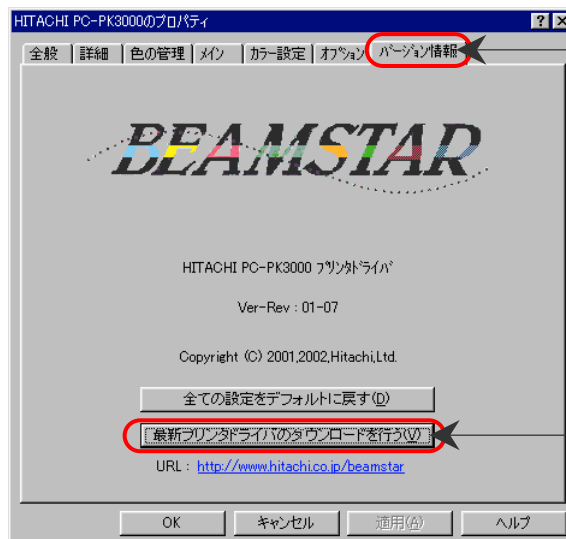 HITACHI PC-PK3000のプロパティ
全般 詳細 色の管理 メイン カラー設定 オプション バージョン情報
BEAMSTAR
HITACHI PC-PK3000 プリンタドライバ
Ver-Rev : 01-07
Copyright (C) 2001,2002,Hitachi,Ltd.
全ての設定をデフォルトに戻す(D)
最新プリンタドライバのダウンロードを行う(V)
URL : http://www.hitachi.co.jp/beamstar
OK キャンセル 適用(A) ヘルプ